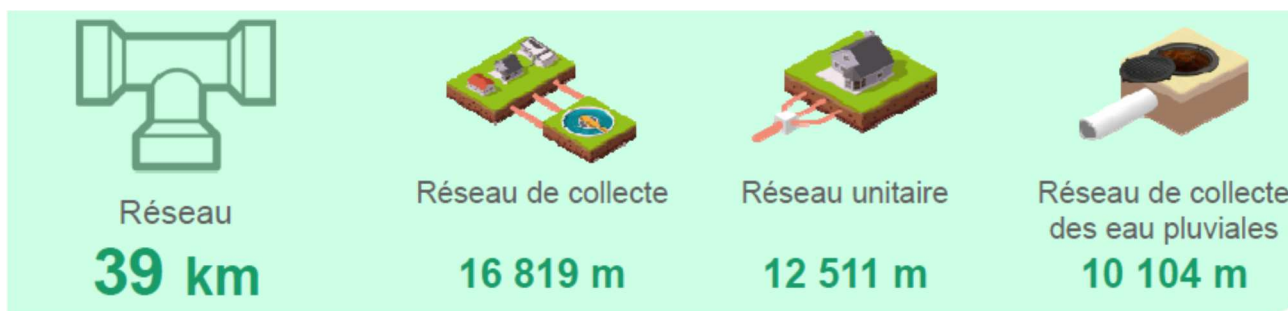 Réseau
39 km
Réseau de collecte
16 819 m
Réseau unitaire
12 511 m
Réseau de collecte
des eau pluviales
10 104 m